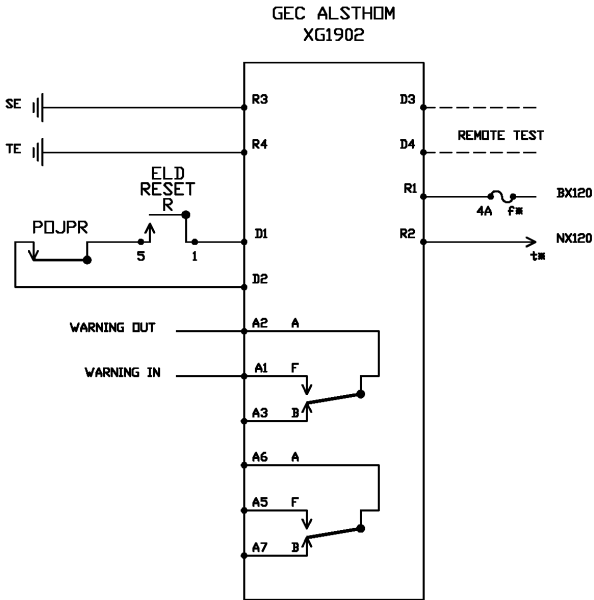 GEC ALSTHOM
XG1902
SE
R3
D3
REMOTE TEST
TE
R4
D4
ELD
RESET
R
R1
4A f*
BX120
POJPR
5
1
D1
R2
NX120
t*
D2
WARNING OUT
A2 A
WARNING IN
A1 F
A3 B
A6 A
A5 F
A7 B